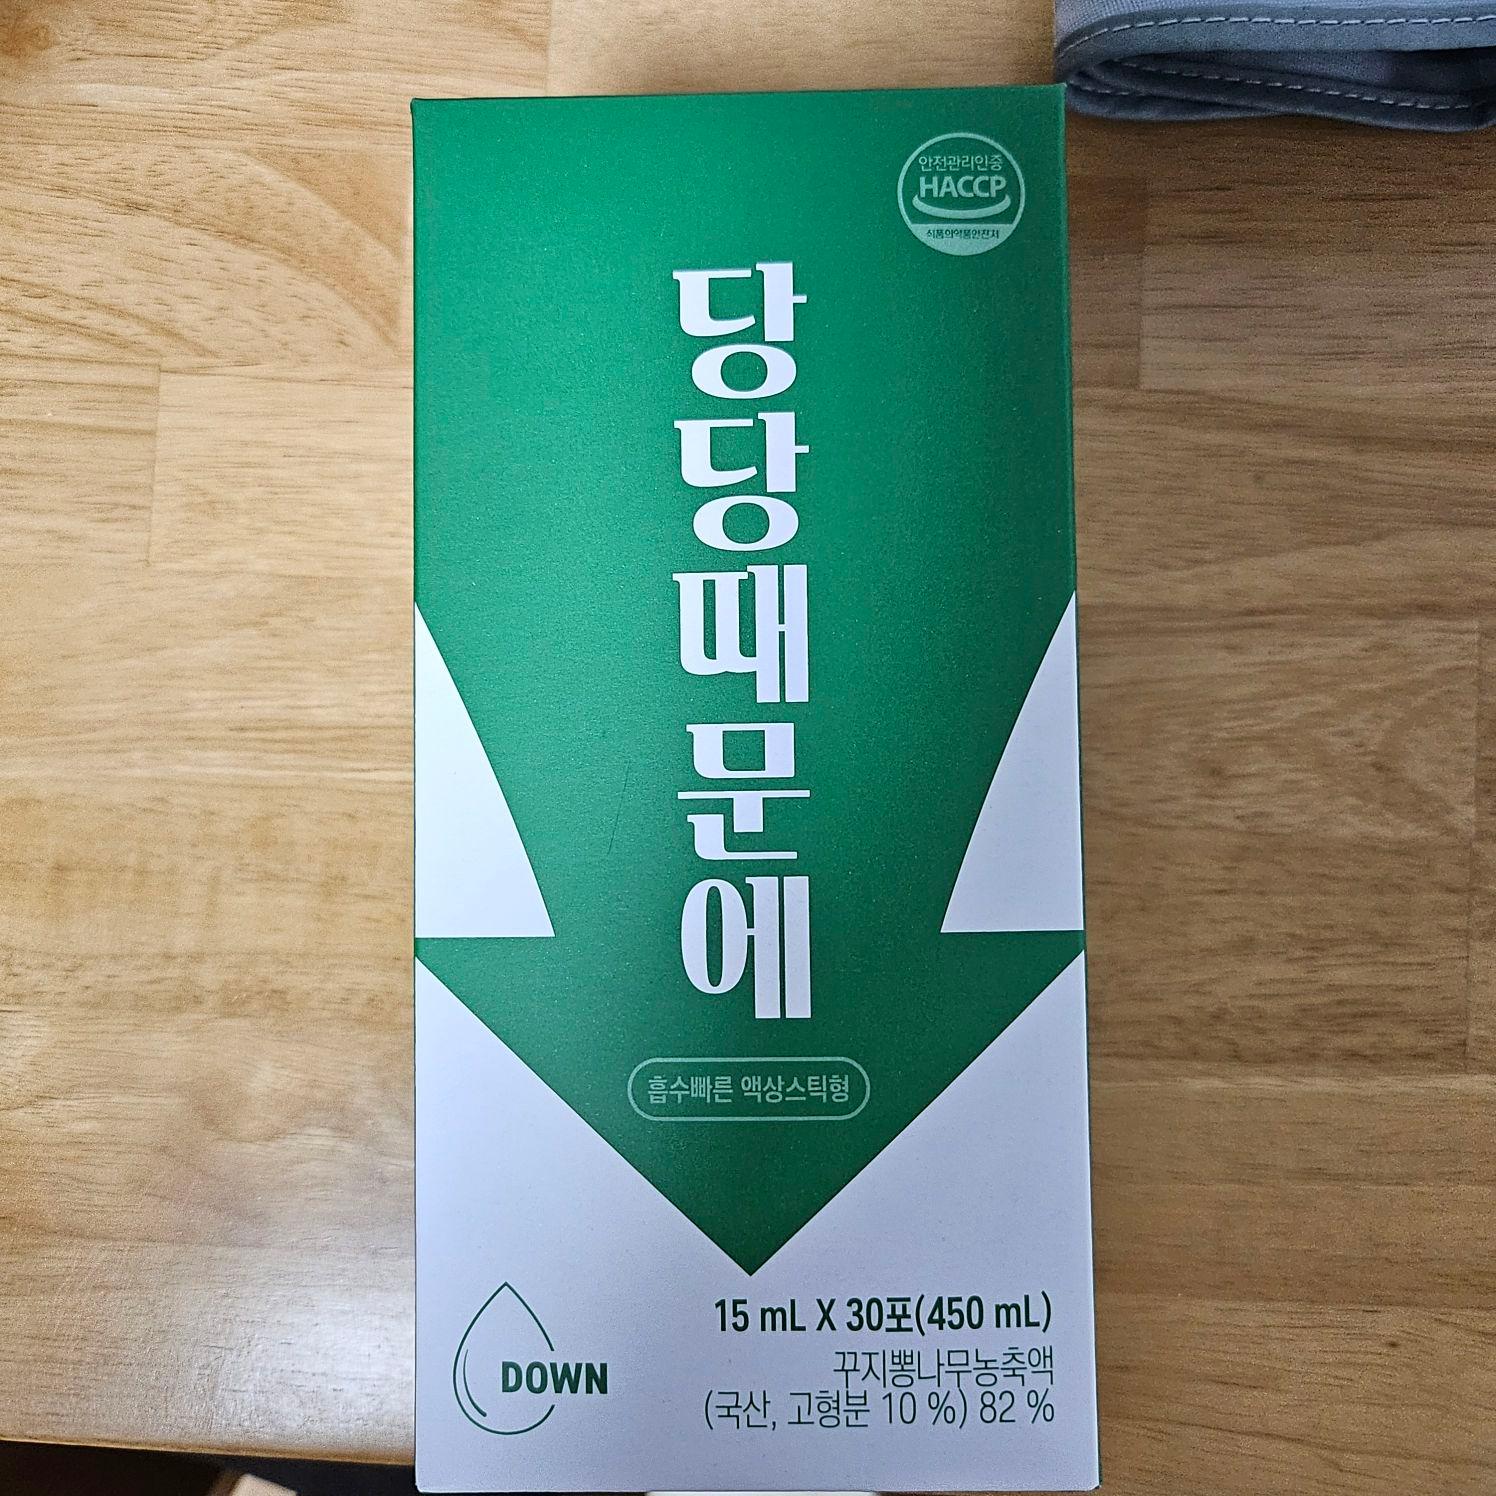 안전관리인증
HACCP
식품의약품안전처
당당때문에
흡수빠른 액상스틱형
15 mL X 30포(450 mL)
꾸지뽕나무농축액
(국산, 고형분 10 %) 82 %
DOWN